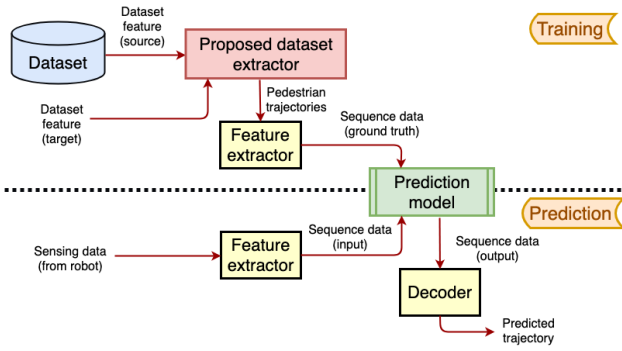 Dataset
feature
(source)
Training
Dataset
Proposed dataset
extractor
Dataset
feature
(target)
Pedestrian
trajectories
Feature
extractor
Sequence data
(ground truth)
Prediction
model
Prediction
Sensing data
(from robot)
Feature
extractor
Sequence data
(input)
Sequence data
(output)
Decoder
Predicted
trajectory